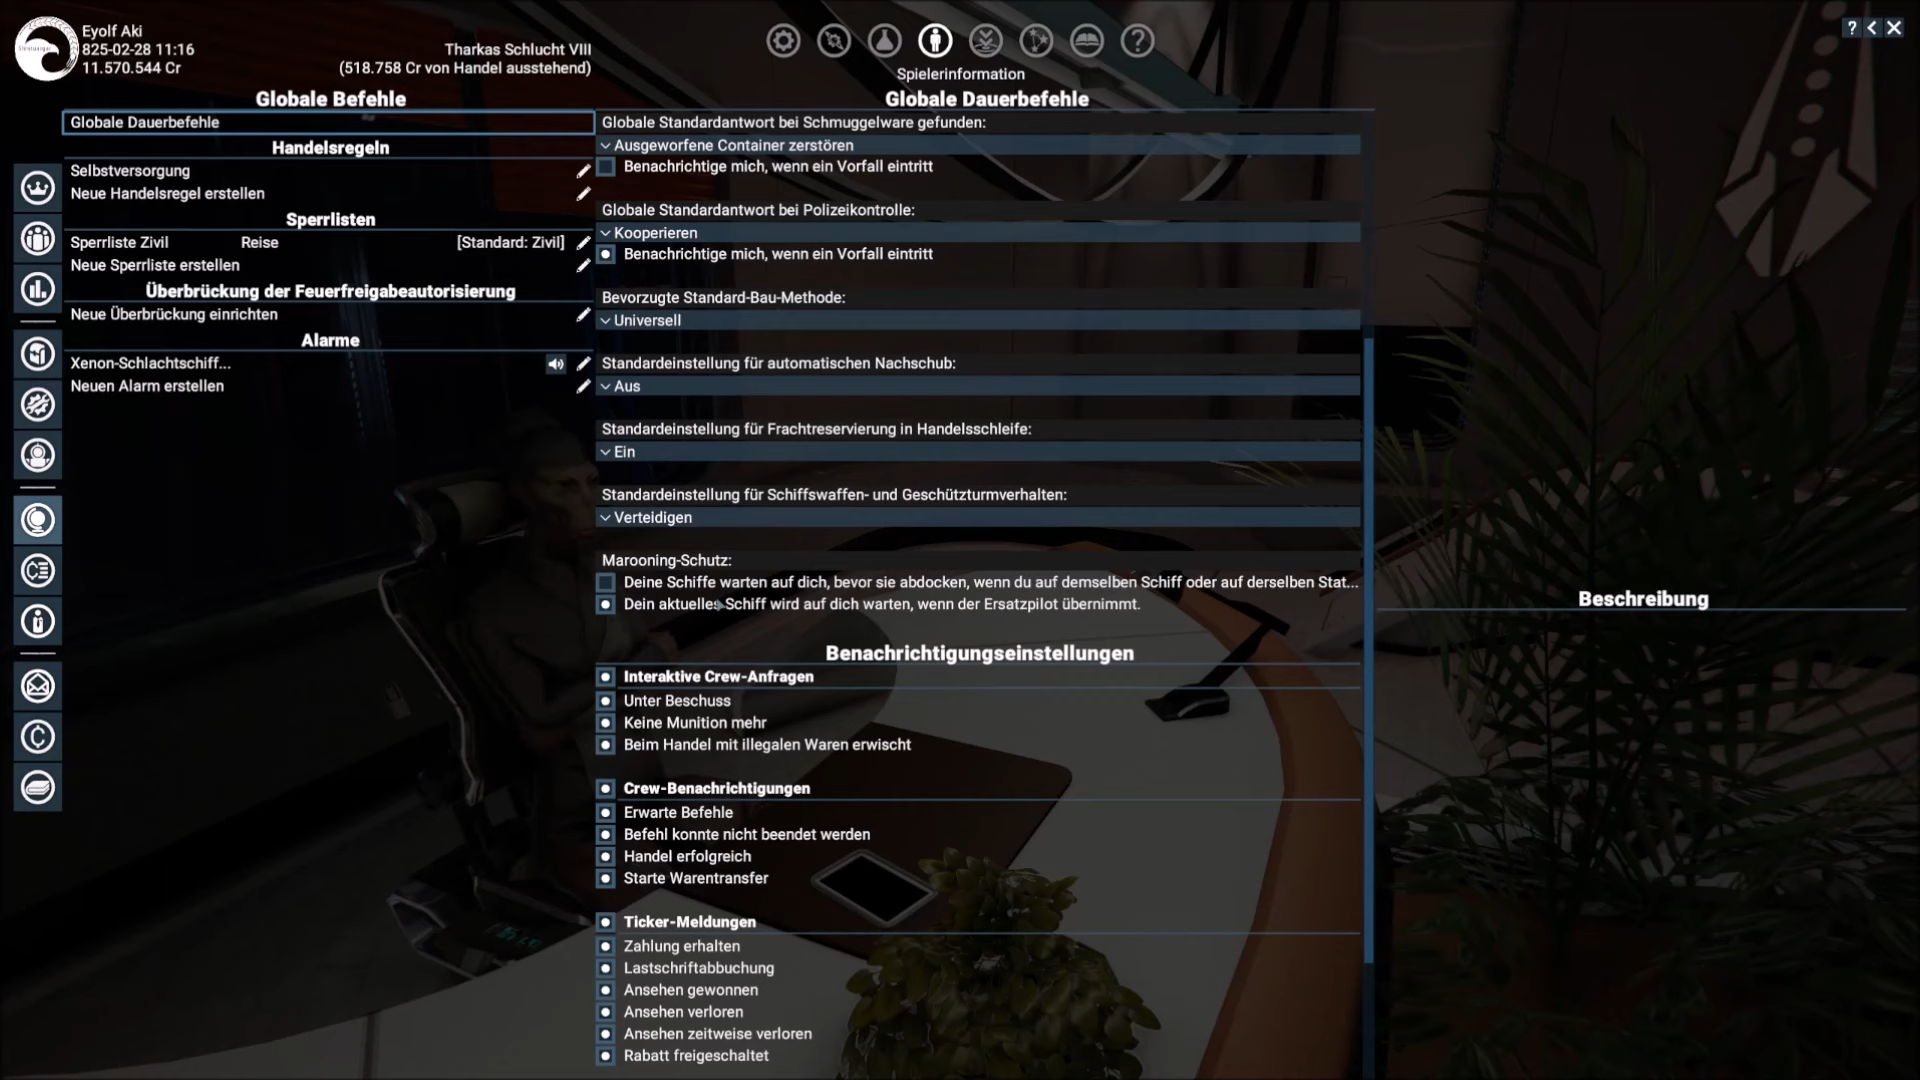 Eyolf Aki
825-02-28 11:16
11.570.544 Cr
Tharkas Schlucht VIII
(518.758 Cr von Handel ausstehend)
Spielerinformation
? < X
Globale Befehle
Globale Dauerbefehle
Handelsregeln
Selbstversorgung
Neue Handelsregel erstellen
Sperrlisten
Sperrliste Zivil Reise [Standard: Zivil]
Neue Sperrliste erstellen
Überbrückung der Feuerfreigabeautorisierung
Neue Überbrückung einrichten
Alarme
Xenon-Schlachtschiff...
Neuen Alarm erstellen
Globale Dauerbefehle
Globale Standardantwort bei Schmuggelware gefunden:
Ausgeworfene Container zerstören
Benachrichtige mich, wenn ein Vorfall eintritt
Globale Standardantwort bei Polizeikontrolle:
Kooperieren
Benachrichtige mich, wenn ein Vorfall eintritt
Bevorzugte Standard-Bau-Methode:
Universell
Standardeinstellung für automatischen Nachschub:
Aus
Standardeinstellung für Frachtreservierung in Handelsschleife:
Ein
Standardeinstellung für Schiffswaffen- und Geschützturmverhalten:
Verteidigen
Marooning-Schutz:
Deine Schiffe warten auf dich, bevor sie abdocken, wenn du auf demselben Schiff oder auf derselben Stat...
Dein aktuelles Schiff wird auf dich warten, wenn der Ersatzpilot übernimmt.
Benachrichtigungseinstellungen
Interaktive Crew-Anfragen
Unter Beschuss
Keine Munition mehr
Beim Handel mit illegalen Waren erwischt
Crew-Benachrichtigungen
Erwarte Befehle
Befehl konnte nicht beendet werden
Handel erfolgreich
Starte Warentransfer
Ticker-Meldungen
Zahlung erhalten
Lastschriftabbuchung
Ansehen gewonnen
Ansehen verloren
Ansehen zeitweise verloren
Rabatt freigeschaltet
Beschreibung